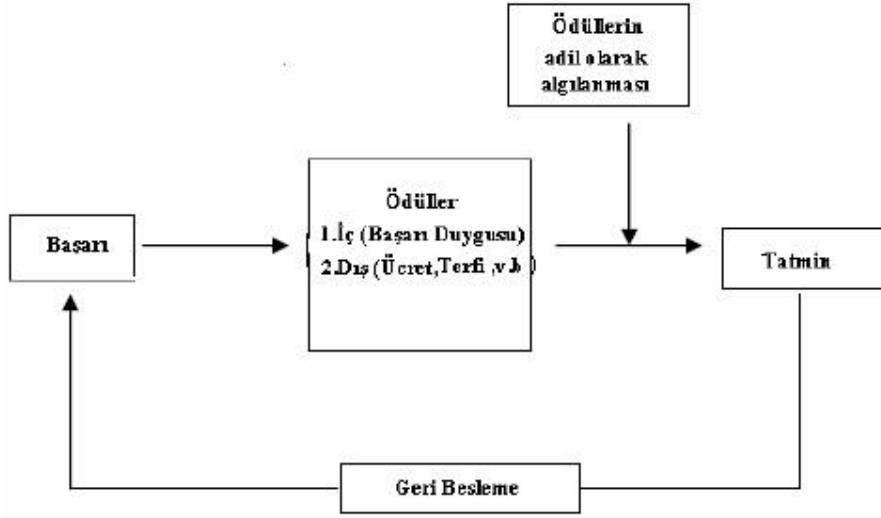 Ödüllerin
adil olarak
algılanması
Ödüller
1.İç (Başarı Duygusu)
2.Dış (Ücret,Terfi ,v.b )
Başarı
Tatmin
Geri Besleme